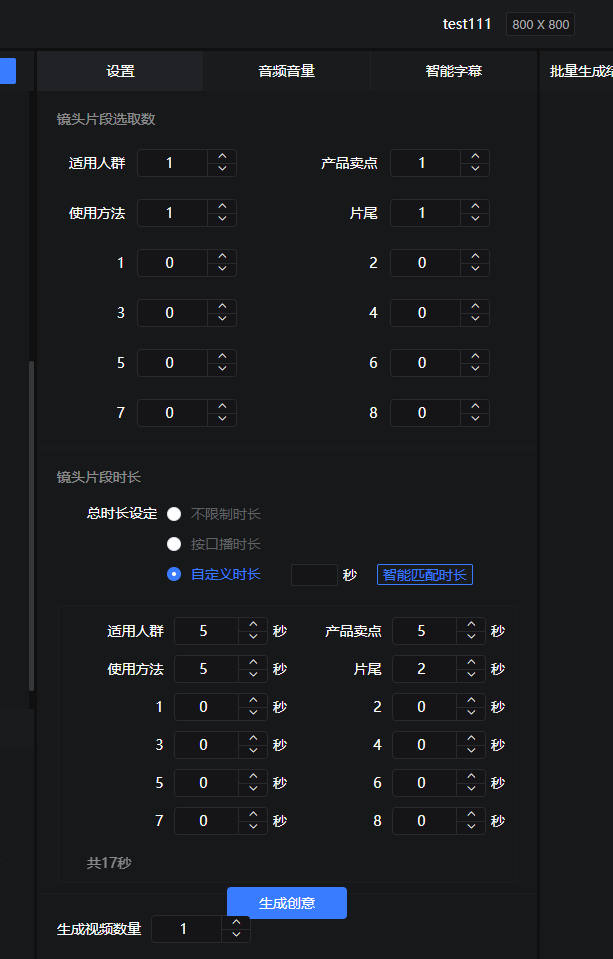 test111 800 X 800
设置 音频音量 智能字幕 批量生成
镜头片段选取数
适用人群 1 产品卖点 1
使用方法 1 片尾 1
1 0 2 0
3 0 4 0
5 0 6 0
7 0 8 0
镜头片段时长
总时长设定 不限制时长
按口播时长
自定义时长 秒 智能匹配时长
适用人群 5 秒 产品卖点 5 秒
使用方法 5 秒 片尾 2 秒
1 0 秒 2 0 秒
3 0 秒 4 0 秒
5 0 秒 6 0 秒
7 0 秒 8 0 秒
共17秒
生成创意
生成视频数量 1